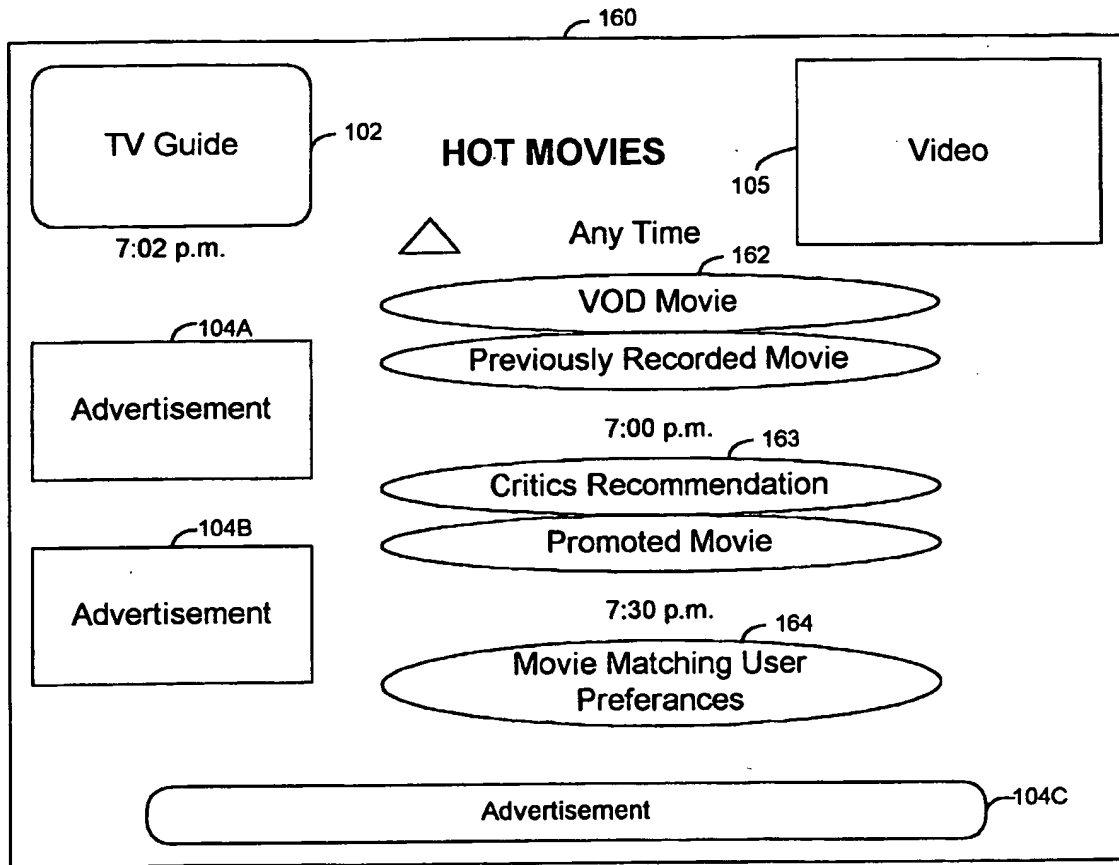 160
TV Guide
102
HOT MOVIES
Video
105
7:02 p.m.
Any Time
162
VOD Movie
104A
Previously Recorded Movie
Advertisement
7:00 p.m.
163
Critics Recommendation
104B
Promoted Movie
Advertisement
7:30 p.m.
164
Movie Matching User
Preferances
Advertisement
104C